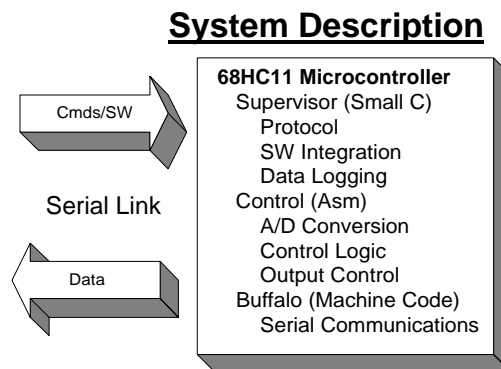 System Description
Cmds/SW
Serial Link
Data
68HC11 Microcontroller
Supervisor (Small C)
Protocol
SW Integration
Data Logging
Control (Asm)
A/D Conversion
Control Logic
Output Control
Buffalo (Machine Code)
Serial Communications